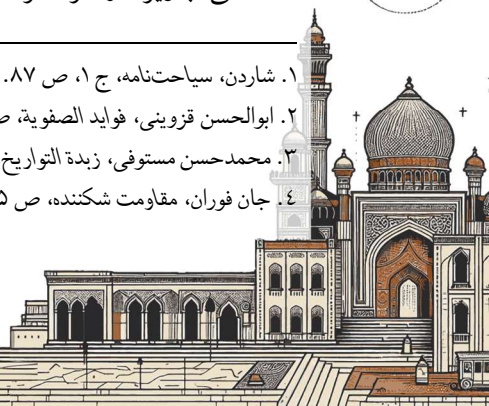 ۱. شاردن، سیاحت‌نامه، ج ۱، ص ۸۷.
۲. ابوالحسن قزوینی، فواید الصفویة،
۳. محمدحسن مستوفی، زبدة التواریخ
۴. جان فوران، مقاومت شکننده، ص